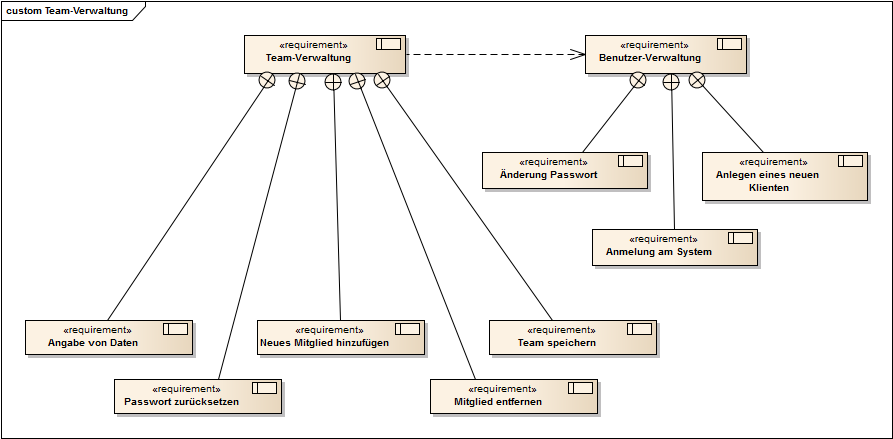 custom Team-Verwaltung
«requirement»
Team-Verwaltung
«requirement»
Benutzer-Verwaltung
«requirement»
Änderung Passwort
«requirement»
Anlegen eines neuen
Klienten
«requirement»
Anmelung am System
«requirement»
Angabe von Daten
«requirement»
Neues Mitglied hinzufügen
«requirement»
Team speichern
«requirement»
Passwort zurücksetzen
«requirement»
Mitglied entfernen